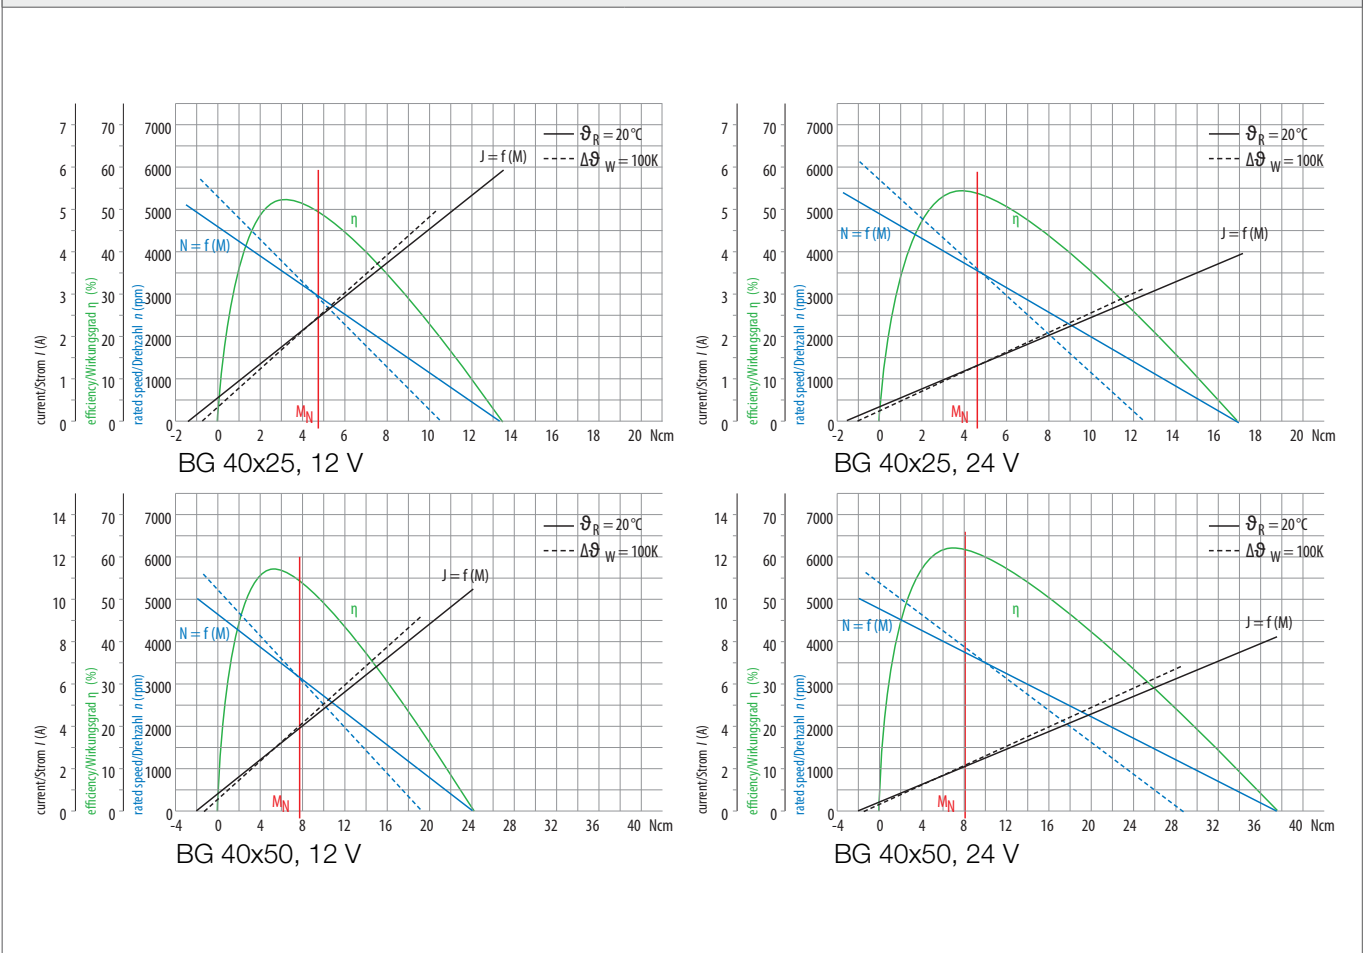 7 70 7000
6 60 6000
5 50 5000
4 40 4000
3 30 3000
2 20 2000
1 10 1000
0 0 0
current/Strom I (A)
efficiency/Wirkungsgrad η (%)
rated speed/Drehzahl n (rpm)
ϑR = 20°C
Δϑ W = 100K
J = f (M)
N = f (M)
η
MN
-2 0 2 4 6 8 10 12 14 16 18 20 Ncm
BG 40x25, 12 V
7 70 7000
6 60 6000
5 50 5000
4 40 4000
3 30 3000
2 20 2000
1 10 1000
0 0 0
current/Strom I (A)
efficiency/Wirkungsgrad η (%)
rated speed/Drehzahl n (rpm)
ϑR = 20°C
Δϑ W = 100K
J = f (M)
N = f (M)
η
MN
-2 0 2 4 6 8 10 12 14 16 18 20 Ncm
BG 40x25, 24 V
14 70 7000
12 60 6000
10 50 5000
8 40 4000
6 30 3000
4 20 2000
2 10 1000
0 0 0
current/Strom I (A)
efficiency/Wirkungsgrad η (%)
rated speed/Drehzahl n (rpm)
ϑR = 20°C
Δϑ W = 100K
J = f (M)
N = f (M)
η
MN
-4 0 4 8 12 16 20 24 28 32 36 40 Ncm
BG 40x50, 12 V
14 70 7000
12 60 6000
10 50 5000
8 40 4000
6 30 3000
4 20 2000
2 10 1000
0 0 0
current/Strom I (A)
efficiency/Wirkungsgrad η (%)
rated speed/Drehzahl n (rpm)
ϑR = 20°C
Δϑ W = 100K
J = f (M)
N = f (M)
η
MN
-4 0 4 8 12 16 20 24 28 32 36 40 Ncm
BG 40x50, 24 V